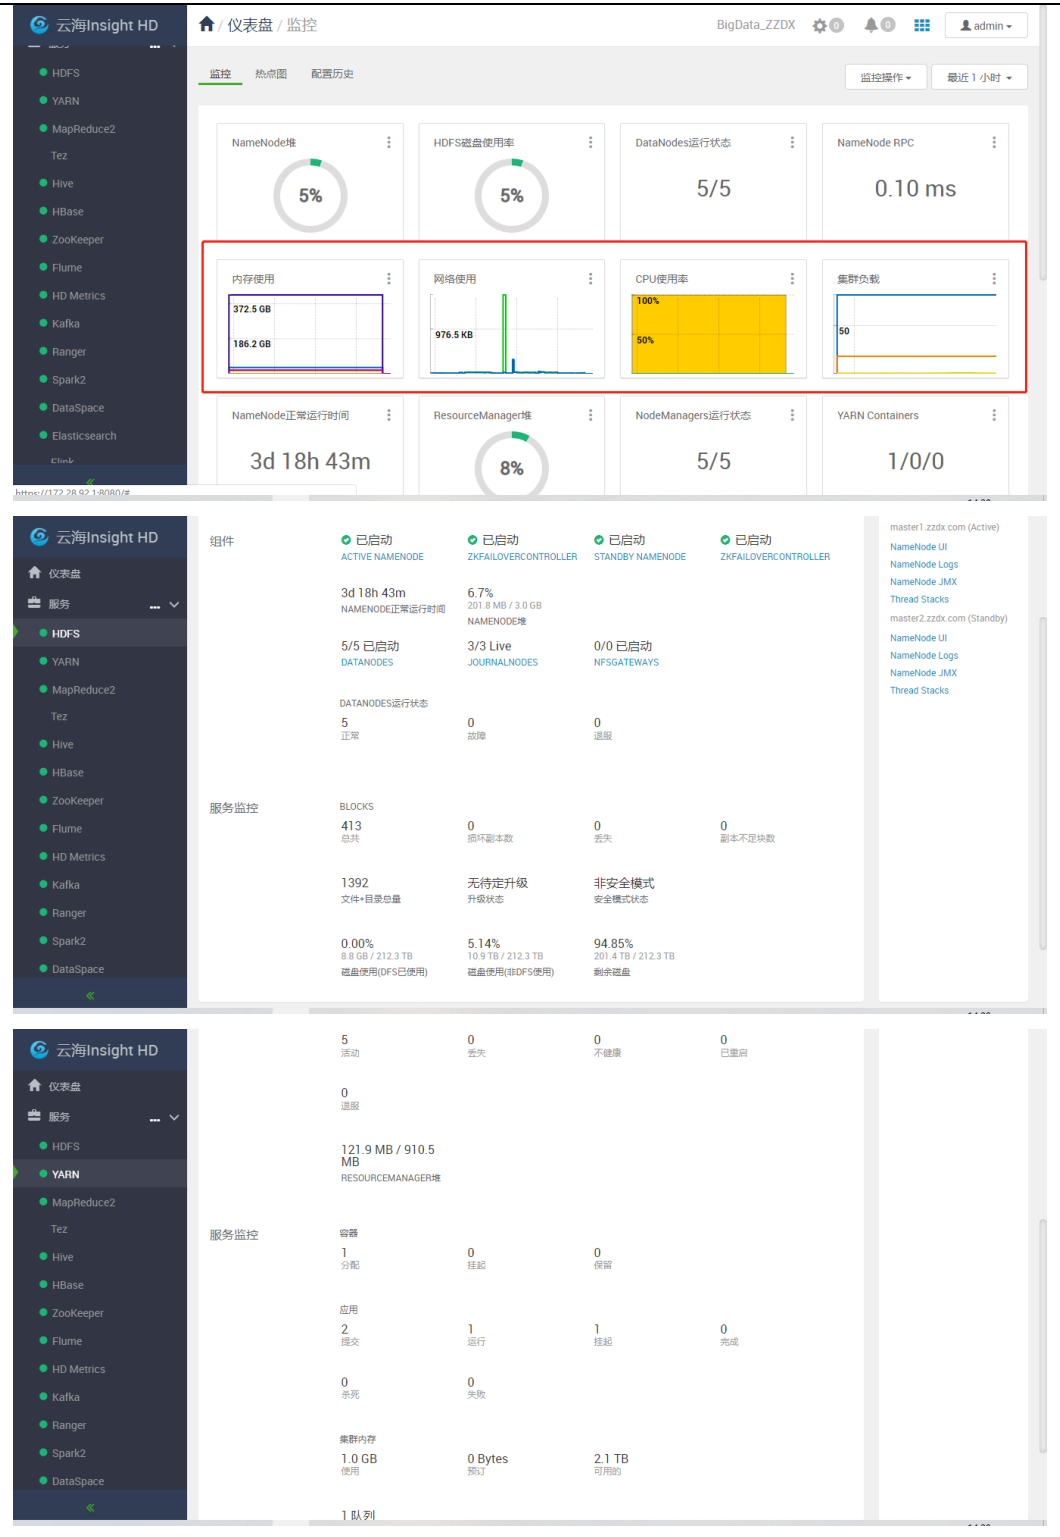 云海Insight HD
仪表盘 / 监控
BigData_ZZDX
0
0
admin
HDFS
YARN
MapReduce2
Tez
Hive
HBase
ZooKeeper
Flume
HD Metrics
Kafka
Ranger
Spark2
DataSpace
Elasticsearch
Flink
https://172.28.92.1:8080/#
监控 热点图 配置历史
监控操作
最近 1 小时
NameNode堆
HDFS磁盘使用率
DataNodes运行状态
NameNode RPC
5%
5%
5/5
0.10 ms
内存使用
网络使用
CPU使用率
集群负载
372.5 GB
186.2 GB
976.5 KB
100%
50%
50
NameNode正常运行时间
ResourceManager堆
NodeManagers运行状态
YARN Containers
3d 18h 43m
8%
5/5
1/0/0
云海Insight HD
仪表盘
服务 ...
HDFS
YARN
MapReduce2
Tez
Hive
HBase
ZooKeeper
Flume
HD Metrics
Kafka
Ranger
Spark2
DataSpace
组件
已启动 已启动 已启动 已启动
ACTIVE NAMENODE ZKFAILOVERCONTROLLER STANDBY NAMENODE ZKFAILOVERCONTROLLER
3d 18h 43m
NAMENODE正常运行时间
6.7%
201.8 MB / 3.0 GB
NAMENODE堆
5/5 已启动 3/3 Live 0/0 已启动
DATANODES JOURNALNODES NFSGATEWAYS
DATANODES运行状态
5 0 0
正常 故障 退服
服务监控
BLOCKS
413 0 0 0
总共 损坏副本数 丢失 副本不足块数
1392 无待定升级 非安全模式
文件+目录总量 升级状态 安全模式状态
0.00% 5.14% 94.85%
8.8 GB / 212.3 TB 10.9 TB / 212.3 TB 201.4 TB / 212.3 TB
磁盘使用(DFS已使用) 磁盘使用(非DFS使用) 剩余磁盘
master1.zzdx.com (Active)
NameNode UI
NameNode Logs
NameNode JMX
Thread Stacks
master2.zzdx.com (Standby)
NameNode UI
NameNode Logs
NameNode JMX
Thread Stacks
云海Insight HD
仪表盘
服务 ...
HDFS
YARN
MapReduce2
Tez
Hive
HBase
ZooKeeper
Flume
HD Metrics
Kafka
Ranger
Spark2
DataSpace
5 0 0 0
活动 丢失 不健康 已重启
0
退服
121.9 MB / 910.5
MB
RESOURCEMANAGER堆
服务监控
容器
1 0 0
分配 挂起 保留
应用
2 1 1 0
提交 运行 挂起 完成
0 0
杀死 失败
集群内存
1.0 GB 0 Bytes 2.1 TB
使用 预订 可用的
1 队列